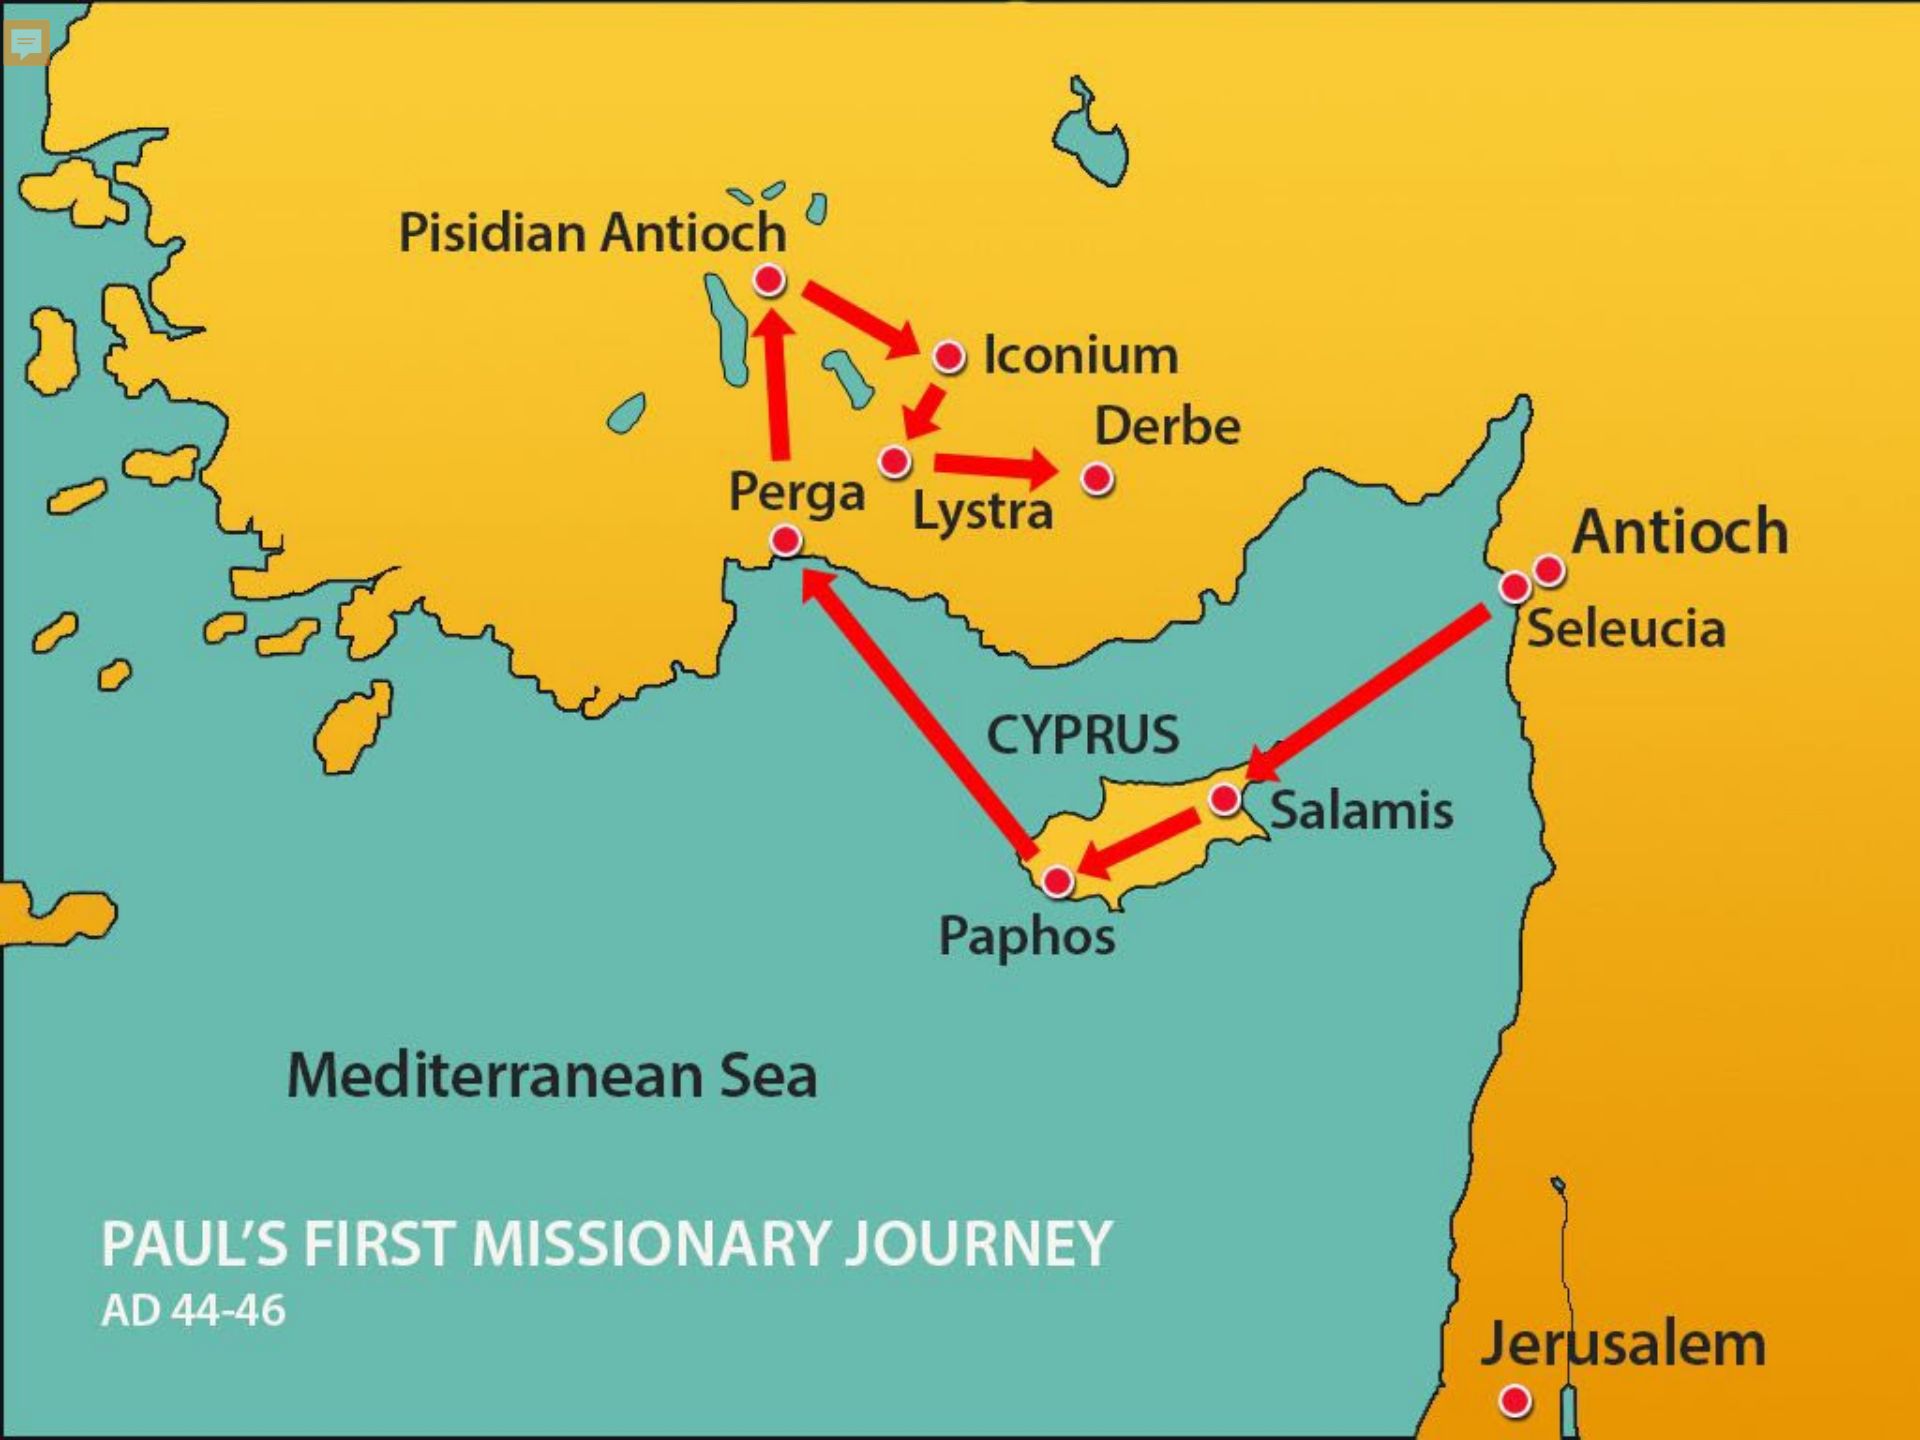 Pisidian Antioch
Iconium
Derbe
Perga
Lystra
Antioch
Seleucia
CYPRUS
Salamis
Paphos
Mediterranean Sea
PAUL'S FIRST MISSIONARY JOURNEY
AD 44-46
Jerusalem